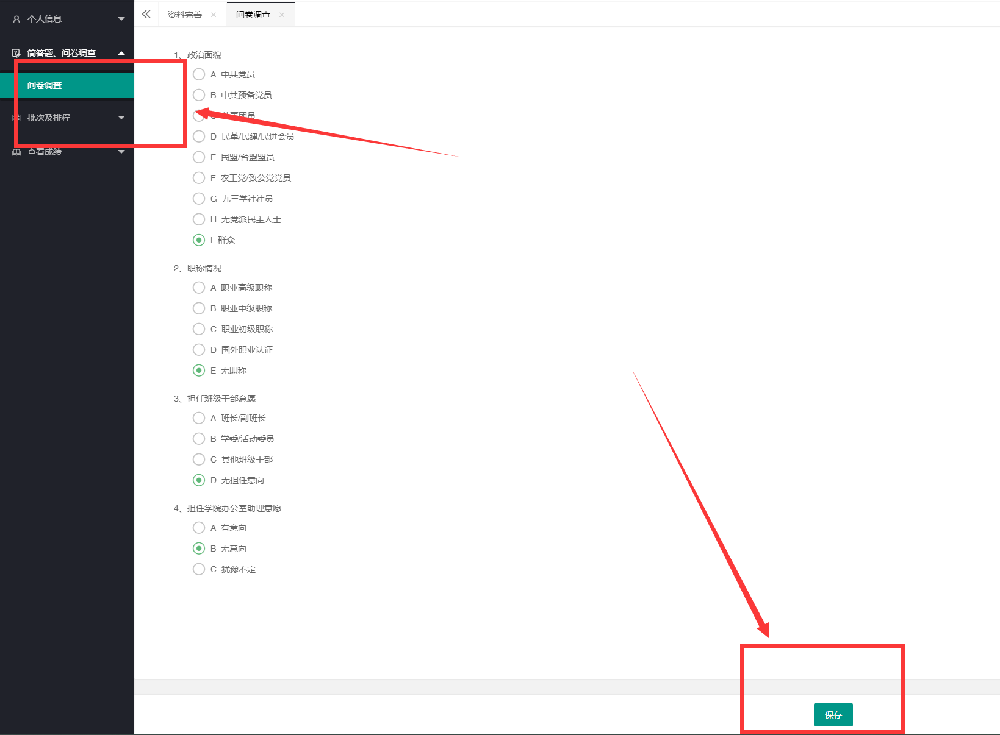 个人信息
简答题、问卷调查
问卷调查
批次及排程
查看成绩
资料完善
问卷调查
1、政治面貌
A 中共党员
B 中共预备党员
团员
D 民革/民建/民进会员
E 民盟/台盟盟员
F 农工党/致公党党员
G 九三学社社员
H 无党派民主人士
I 群众
2、职称情况
A 职业高级职称
B 职业中级职称
C 职业初级职称
D 国外职业认证
E 无职称
3、担任班级干部意愿
A 班长/副班长
B 学委/活动委员
C 其他班级干部
D 无担任意向
4、担任学院办公室助理意愿
A 有意向
B 无意向
C 犹豫不定
保存